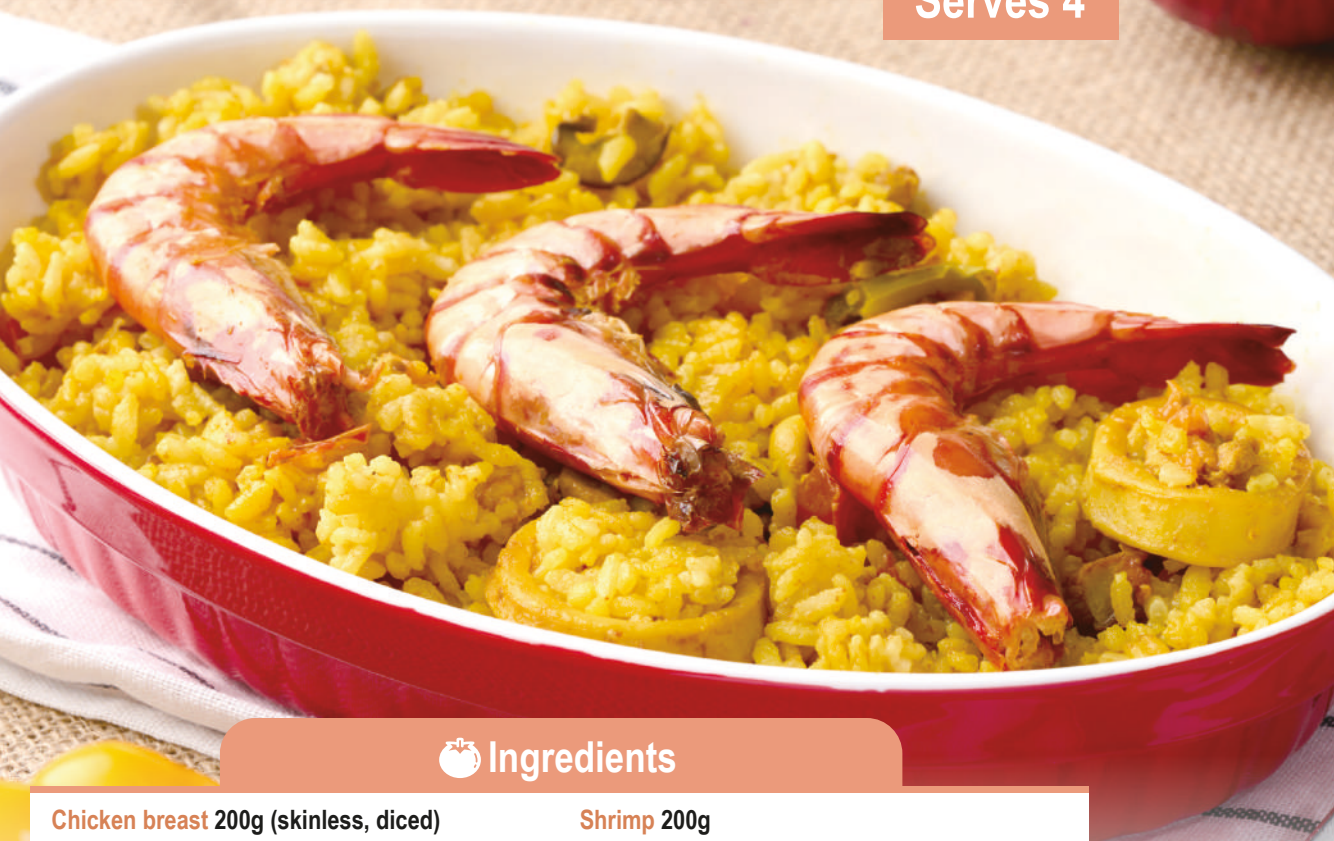 Serves 4
Ingredients
Chicken breast 200g (skinless, diced)
Shrimp 200g